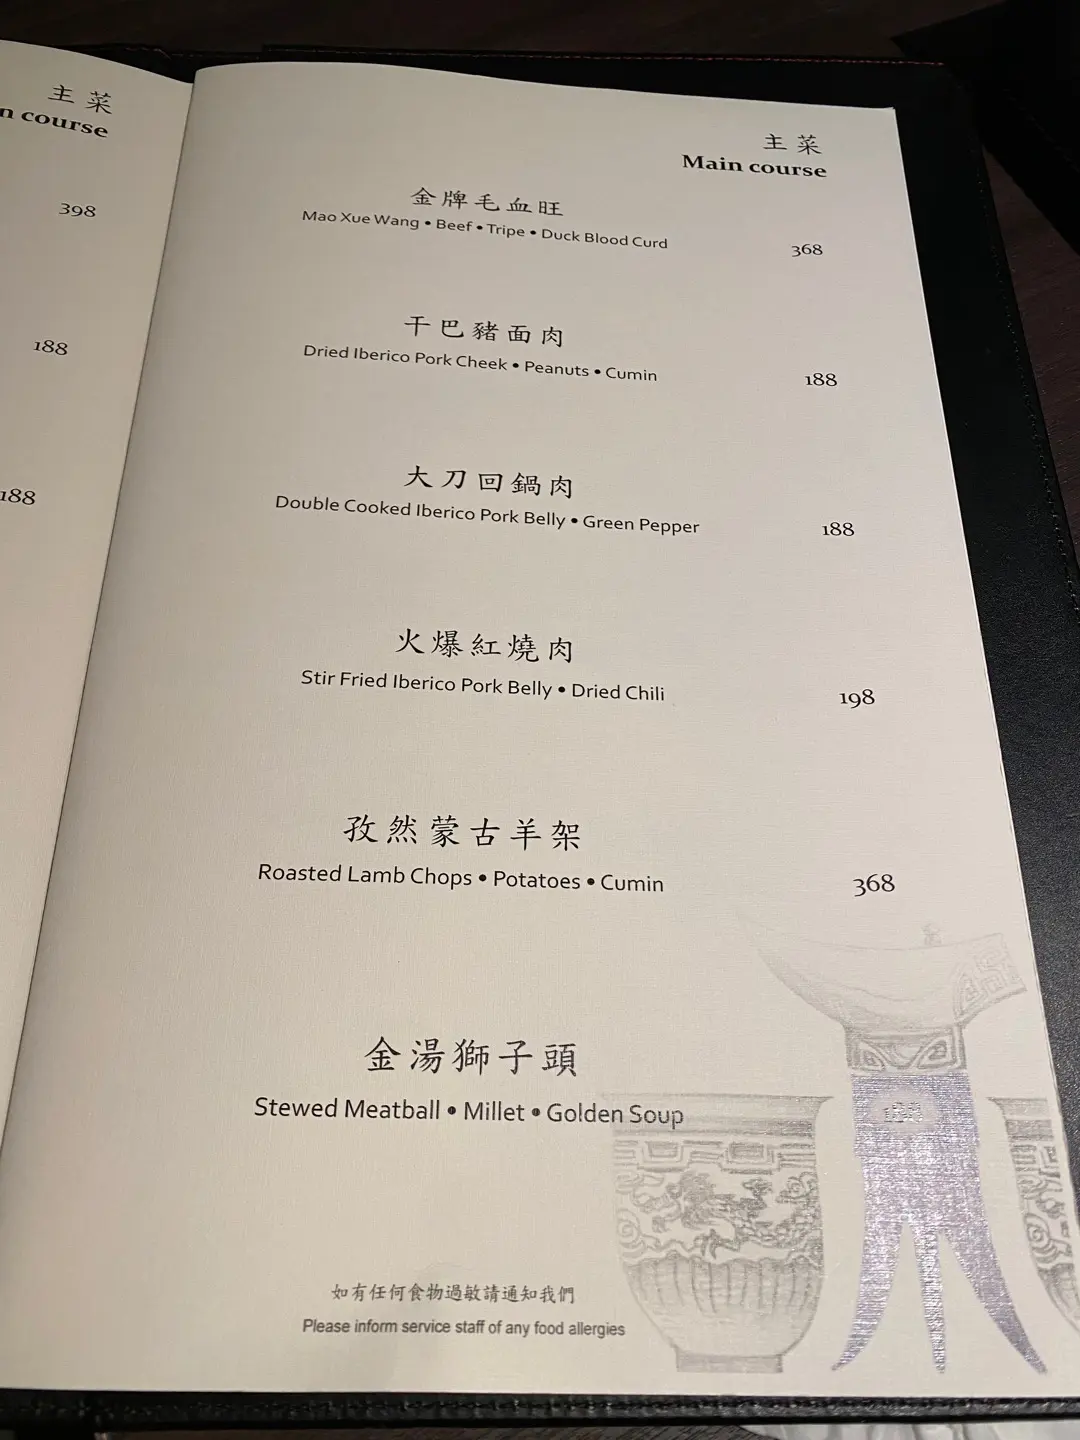 主菜
n course
398
188
188
主菜
Main course
金牌毛血旺
Mao Xue Wang • Beef • Tripe • Duck Blood Curd
368
干巴豬面肉
Dried Iberico Pork Cheek • Peanuts • Cumin
188
大刀回鍋肉
Double Cooked Iberico Pork Belly • Green Pepper
188
火爆紅燒肉
Stir Fried Iberico Pork Belly • Dried Chili
198
孜然蒙古羊架
Roasted Lamb Chops • Potatoes • Cumin
368
金湯獅子頭
Stewed Meatball • Millet • Golden Soup
如有任何食物過敏請通知我們
Please inform service staff of any food allergies